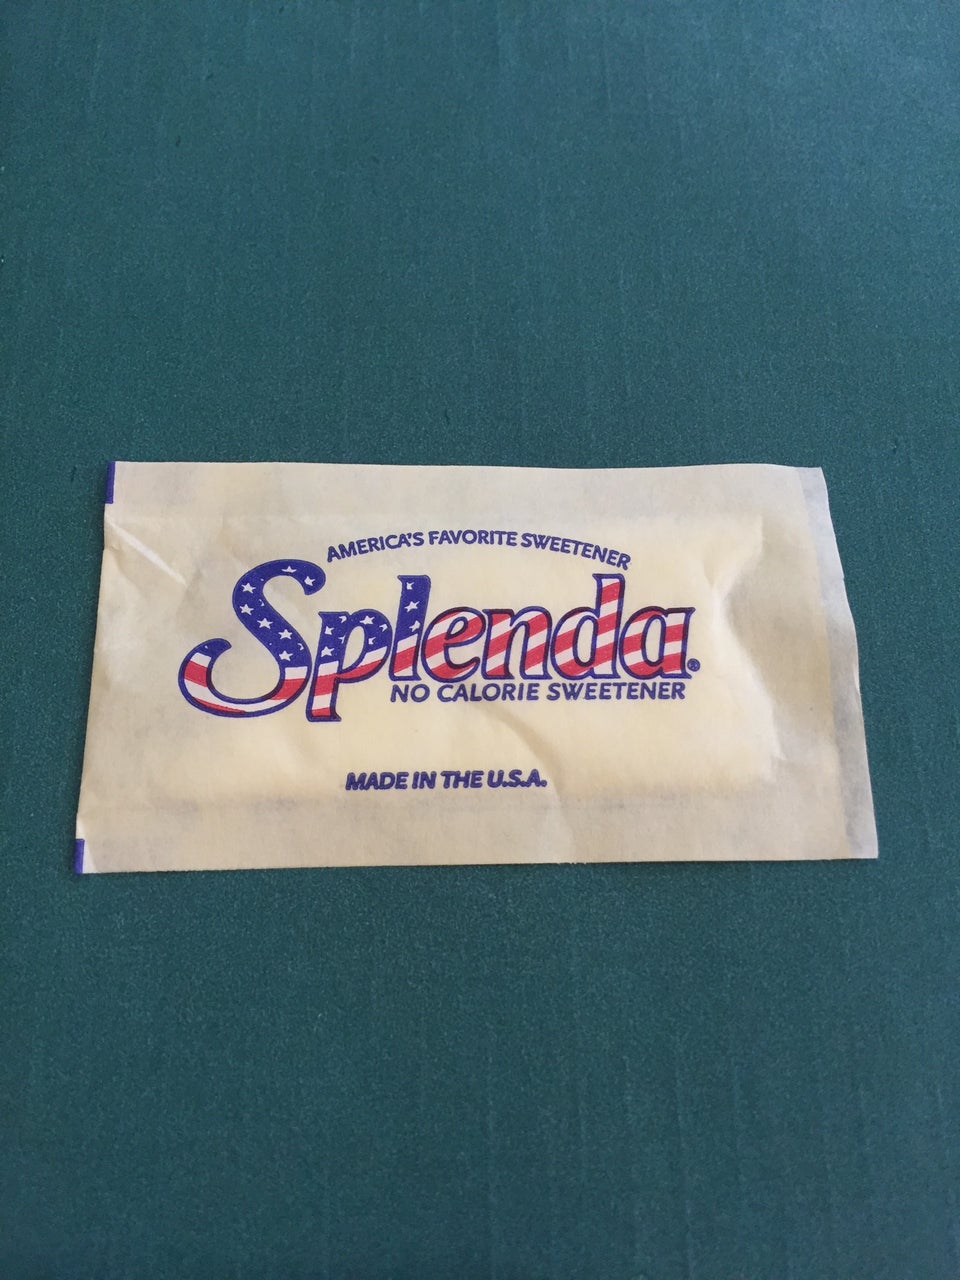 AMERICA'S FAVORITE SWEETENER
Splenda®
NO CALORIE SWEETENER
MADE IN THE U.S.A.